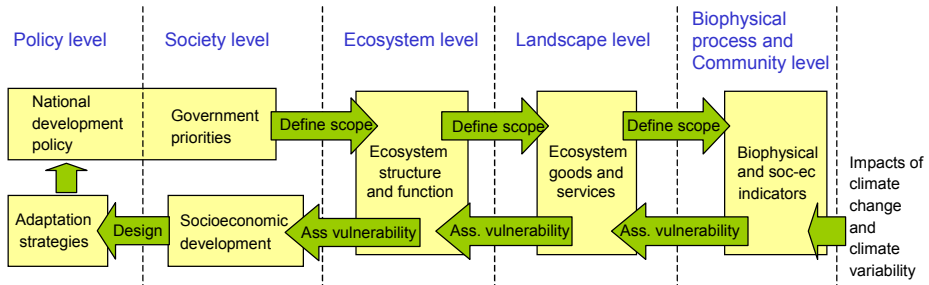 Policy level
Society level
Ecosystem level
Landscape level
Biophysical
process and
Community level
National
development
policy
Government
priorities
Define scope
Ecosystem
structure
and function
Define scope
Ecosystem
goods and
services
Define scope
Biophysical
and soc-ec
indicators
Impacts of
climate
change
and
climate
variability
Adaptation
strategies
Design
Socioeconomic
development
Ass vulnerability
Ass. vulnerability
Ass. vulnerability